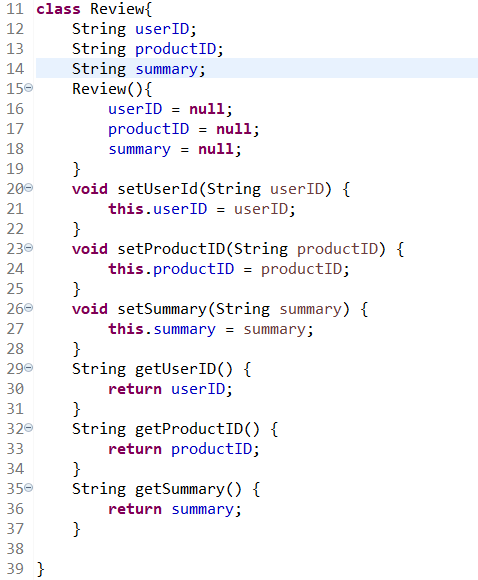 11 class Review{
12     String userID;
13     String productID;
14     String summary;
15     Review(){
16         userID = null;
17         productID = null;
18         summary = null;
19     }
20     void setUserId(String userID) {
21         this.userID = userID;
22     }
23     void setProductID(String productID) {
24         this.productID = productID;
25     }
26     void setSummary(String summary) {
27         this.summary = summary;
28     }
29     String getUserID() {
30         return userID;
31     }
32     String getProductID() {
33         return productID;
34     }
35     String getSummary() {
36         return summary;
37     }
38
39 }